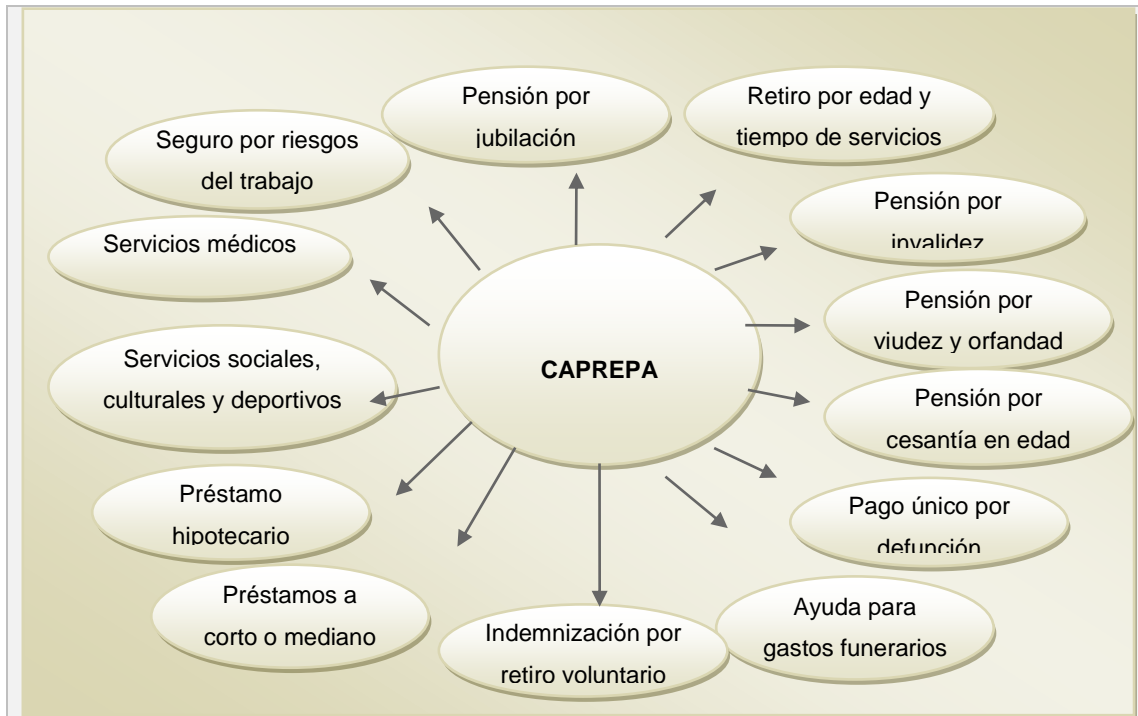 Pensión por
jubilación
Retiro por edad y
tiempo de servicios
Seguro por riesgos
del trabajo
Pensión por
invalidez
Servicios médicos
Pensión por
viudez y orfandad
Servicios sociales,
culturales y deportivos
CAPREPA
Pensión por
cesantía en edad
Préstamo
hipotecario
Pago único por
defunción
Préstamos a
corto o mediano
Indemnización por
retiro voluntario
Ayuda para
gastos funerarios